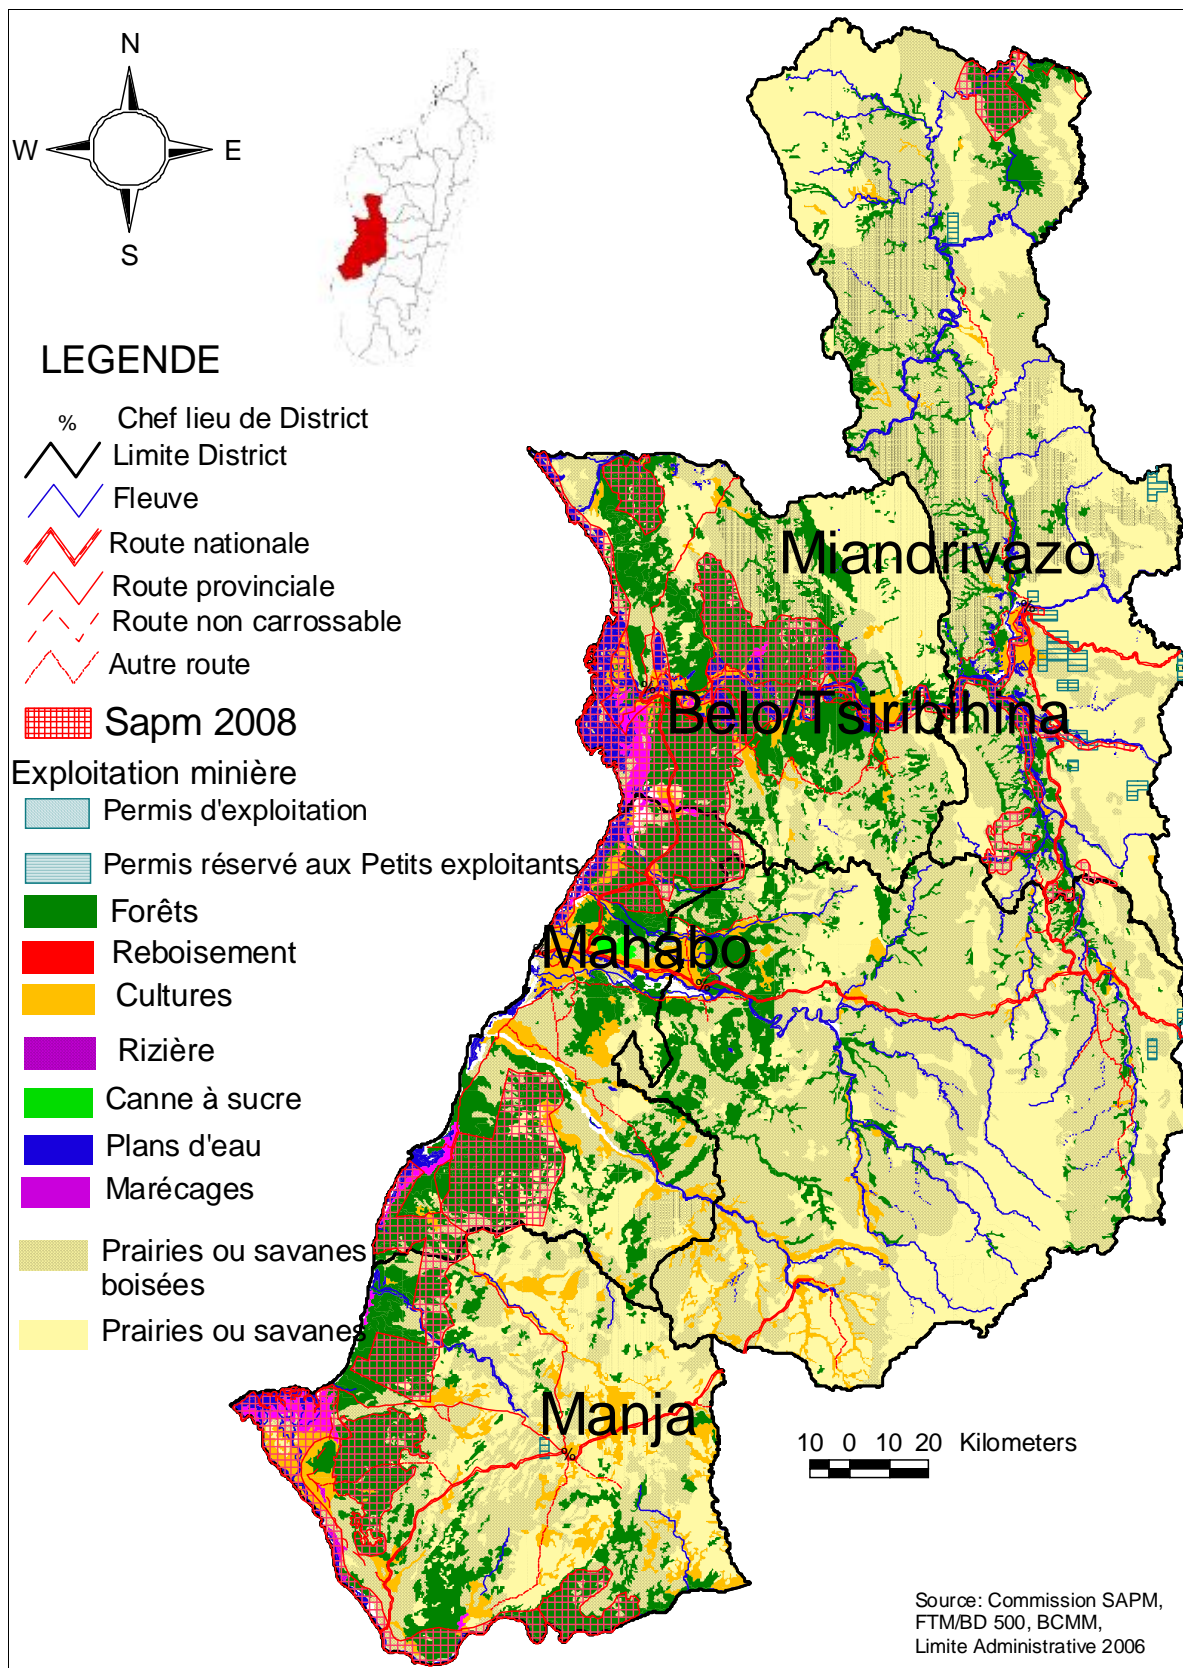 N
W
E
S
LEGENDE
% Chef lieu de District
Limite District
Fleuve
Route nationale
Route provinciale
Route non carrossable
Autre route
Sapm 2008
Exploitation minière
Permis d'exploitation
Permis réservé aux Petits exploitants
Forêts
Reboisement
Cultures
Rizière
Canne à sucre
Plans d'eau
Marécages
Prairies ou savanes
boisées
Prairies ou savanes
Miandrivazo
%
%
Belo/Tsiribihina
Mahabo
%
Manja
%
10 0 10 20 Kilometers
Source: Commission SAPM,
FTM/BD 500, BCMM,
Limite Administrative 2006